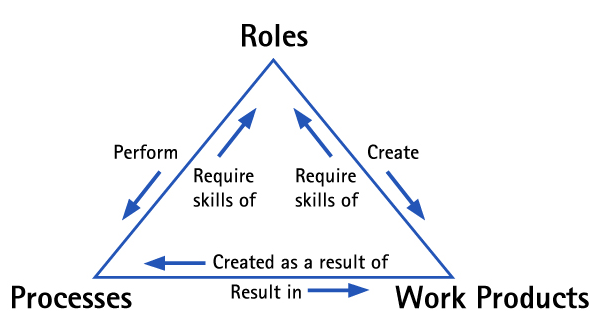 Roles
Perform
Create
Require
skills of
Require
skills of
Created as a result of
Result in
Processes
Work Products